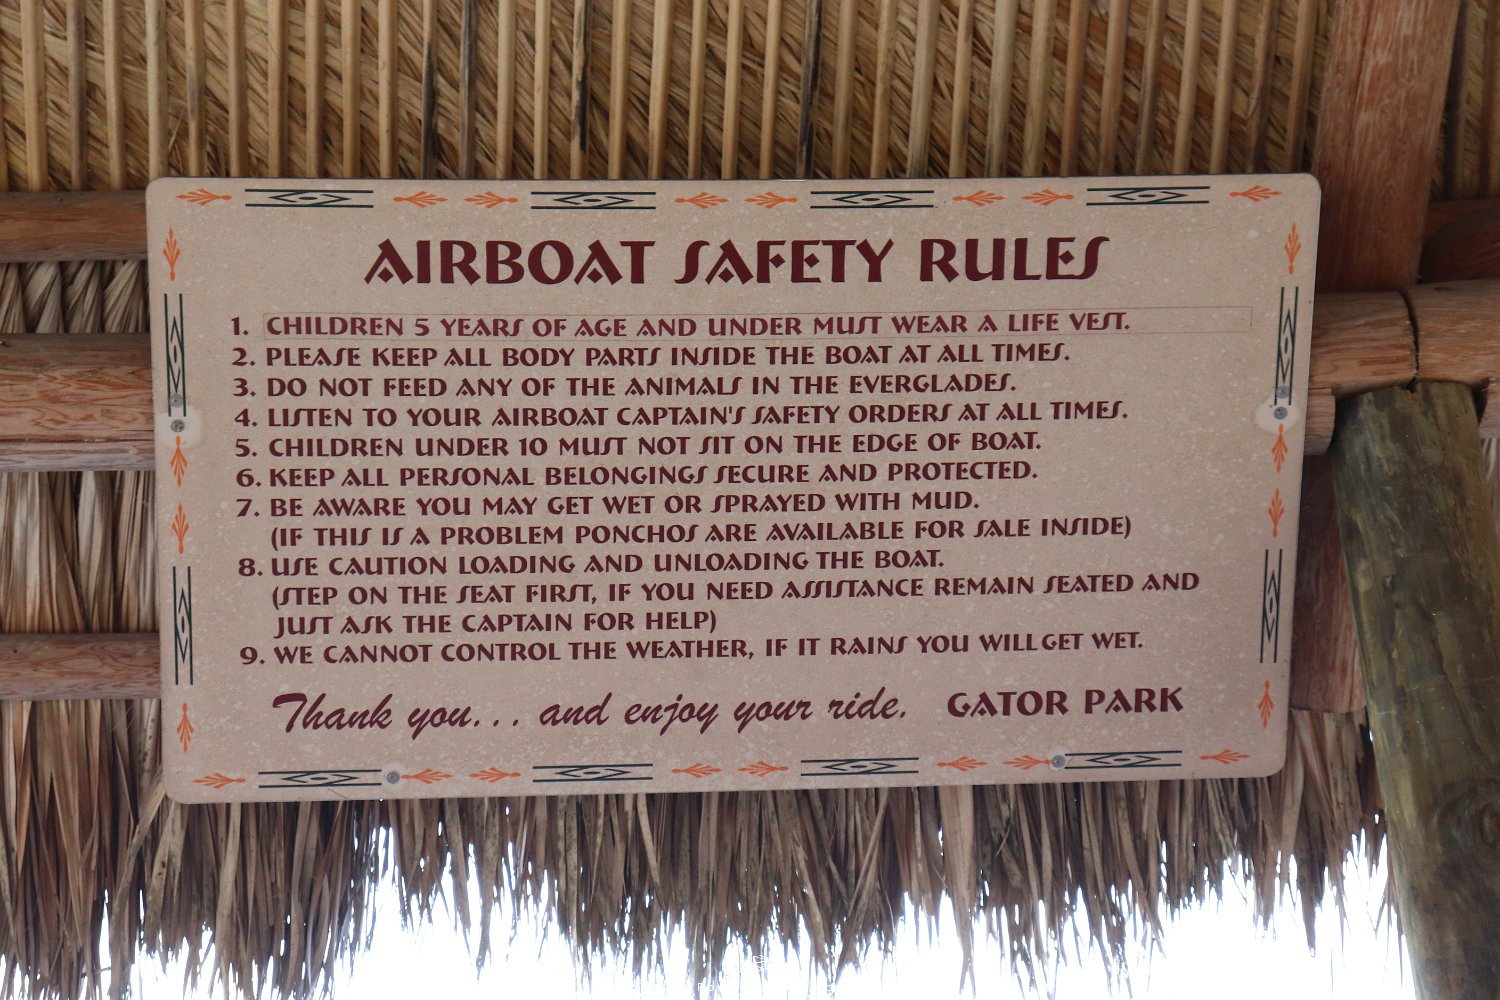 AIRBOAT SAFETY RULES
1. CHILDREN 5 YEARS OF AGE AND UNDER MUST WEAR A LIFE VEST.
2. PLEASE KEEP ALL BODY PARTS INSIDE THE BOAT AT ALL TIMES.
3. DO NOT FEED ANY OF THE ANIMALS IN THE EVERGLADES.
4. LISTEN TO YOUR AIRBOAT CAPTAIN'S SAFETY ORDERS AT ALL TIMES.
5. CHILDREN UNDER 10 MUST NOT SIT ON THE EDGE OF BOAT.
6. KEEP ALL PERSONAL BELONGINGS SECURE AND PROTECTED.
7. BE AWARE YOU MAY GET WET OR SPRAYED WITH MUD.
(IF THIS IS A PROBLEM PONCHOS ARE AVAILABLE FOR SALE INSIDE)
8. USE CAUTION LOADING AND UNLOADING THE BOAT.
(STEP ON THE SEAT FIRST, IF YOU NEED ASSISTANCE REMAIN SEATED AND
JUST ASK THE CAPTAIN FOR HELP)
9. WE CANNOT CONTROL THE WEATHER, IF IT RAINS YOU WILL GET WET.
Thank you... and enjoy your ride. GATOR PARK